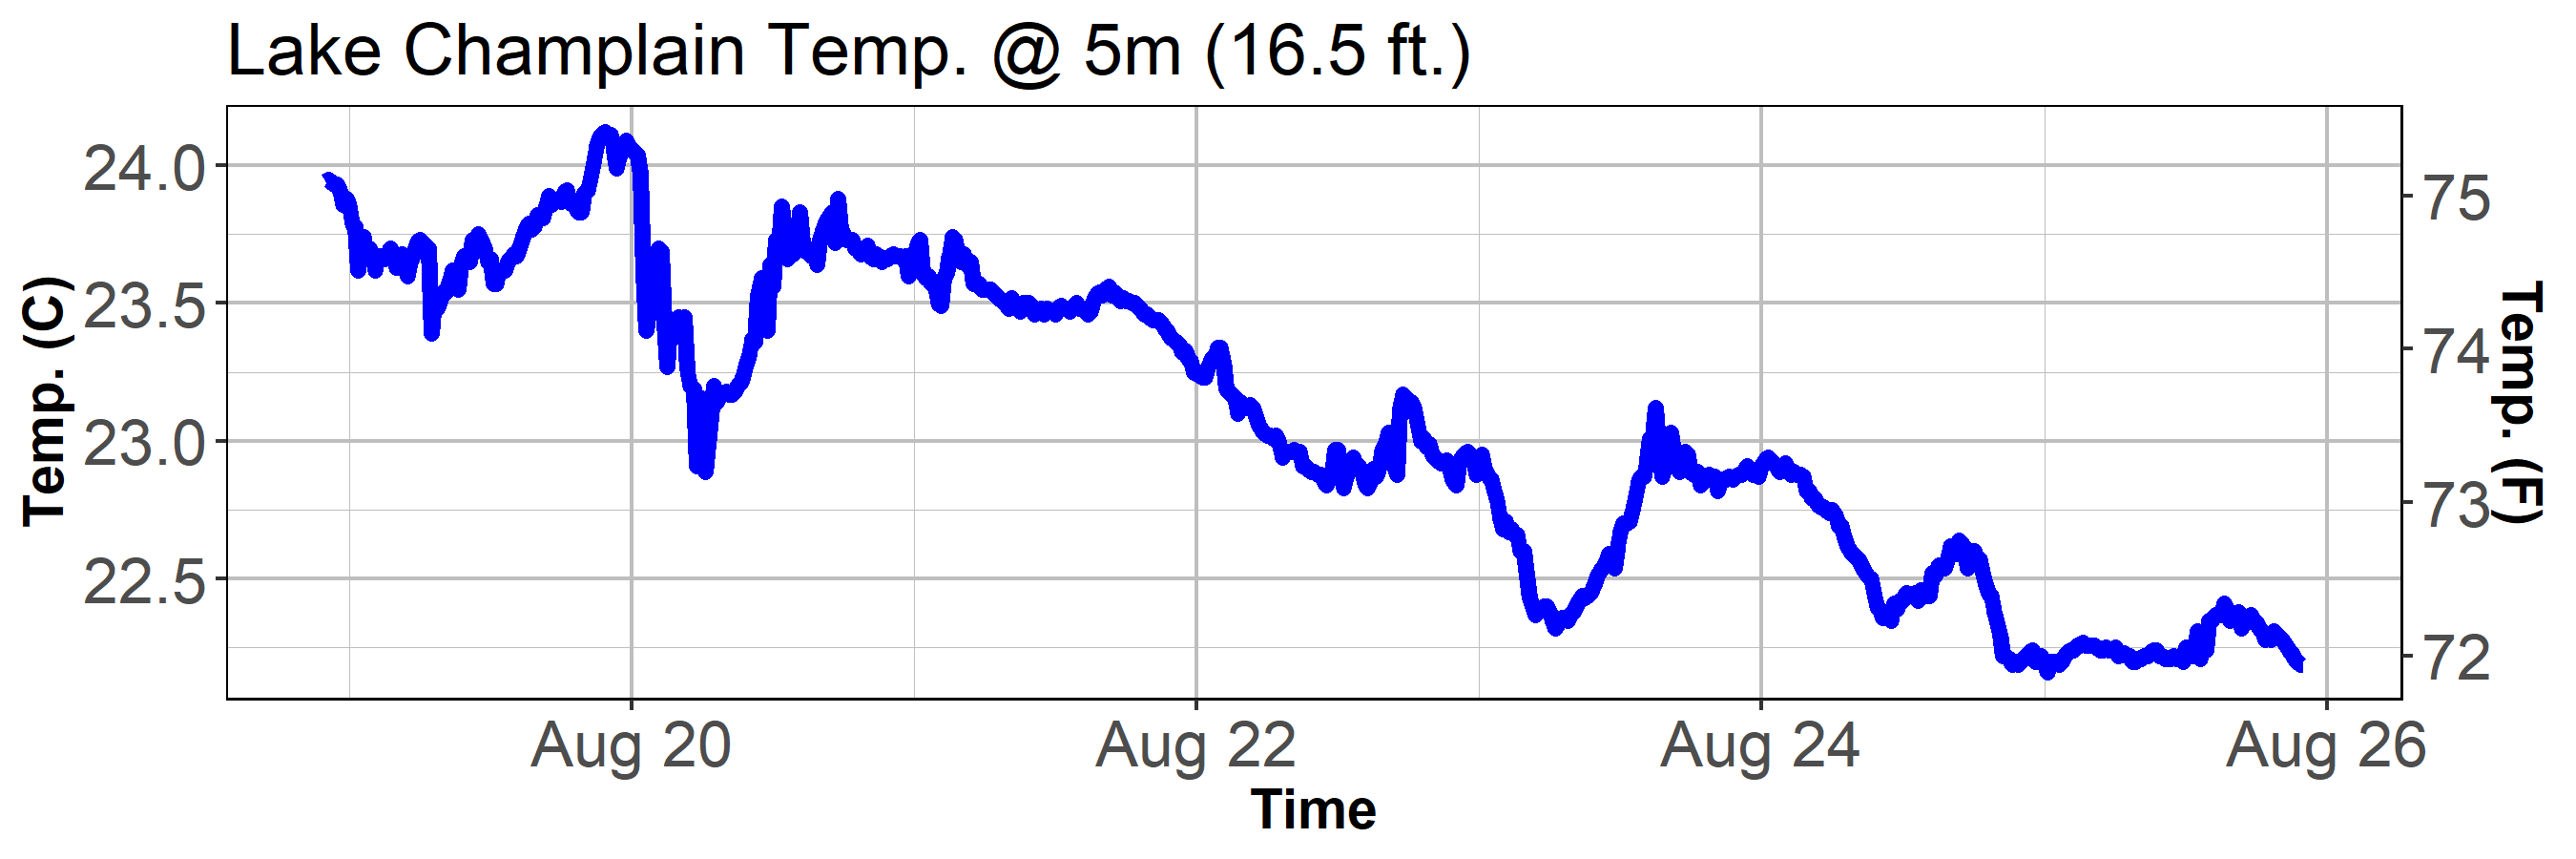 Lake Champlain Temp. @ 5m (16.5 ft.)
Temp. (C)
24.0
23.5
23.0
22.5
75
74
73
72
Temp. (F)
Aug 20 Aug 22 Aug 24 Aug 26
Time